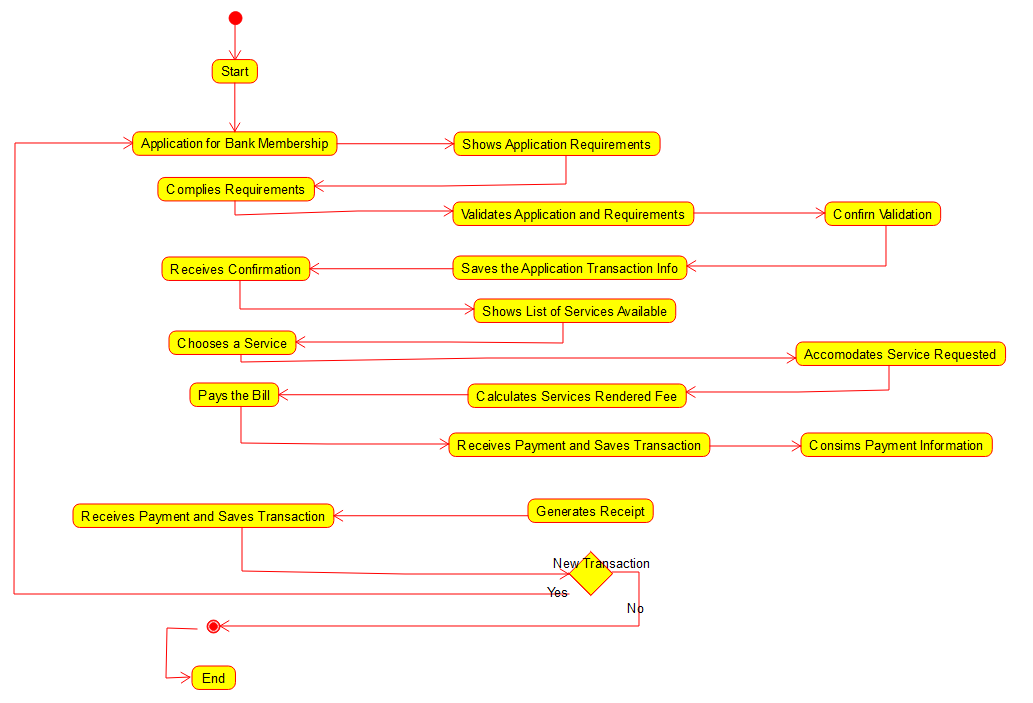 Start
Application for Bank Membership
Shows Application Requirements
Complies Requirements
Validates Application and Requirements
Confirn Validation
Receives Confirmation
Saves the Application Transaction Info
Shows List of Services Available
Chooses a Service
Accomodates Service Requested
Pays the Bill
Calculates Services Rendered Fee
Receives Payment and Saves Transaction
Consims Payment Information
Receives Payment and Saves Transaction
Generates Receipt
New Transaction
Yes
No
End